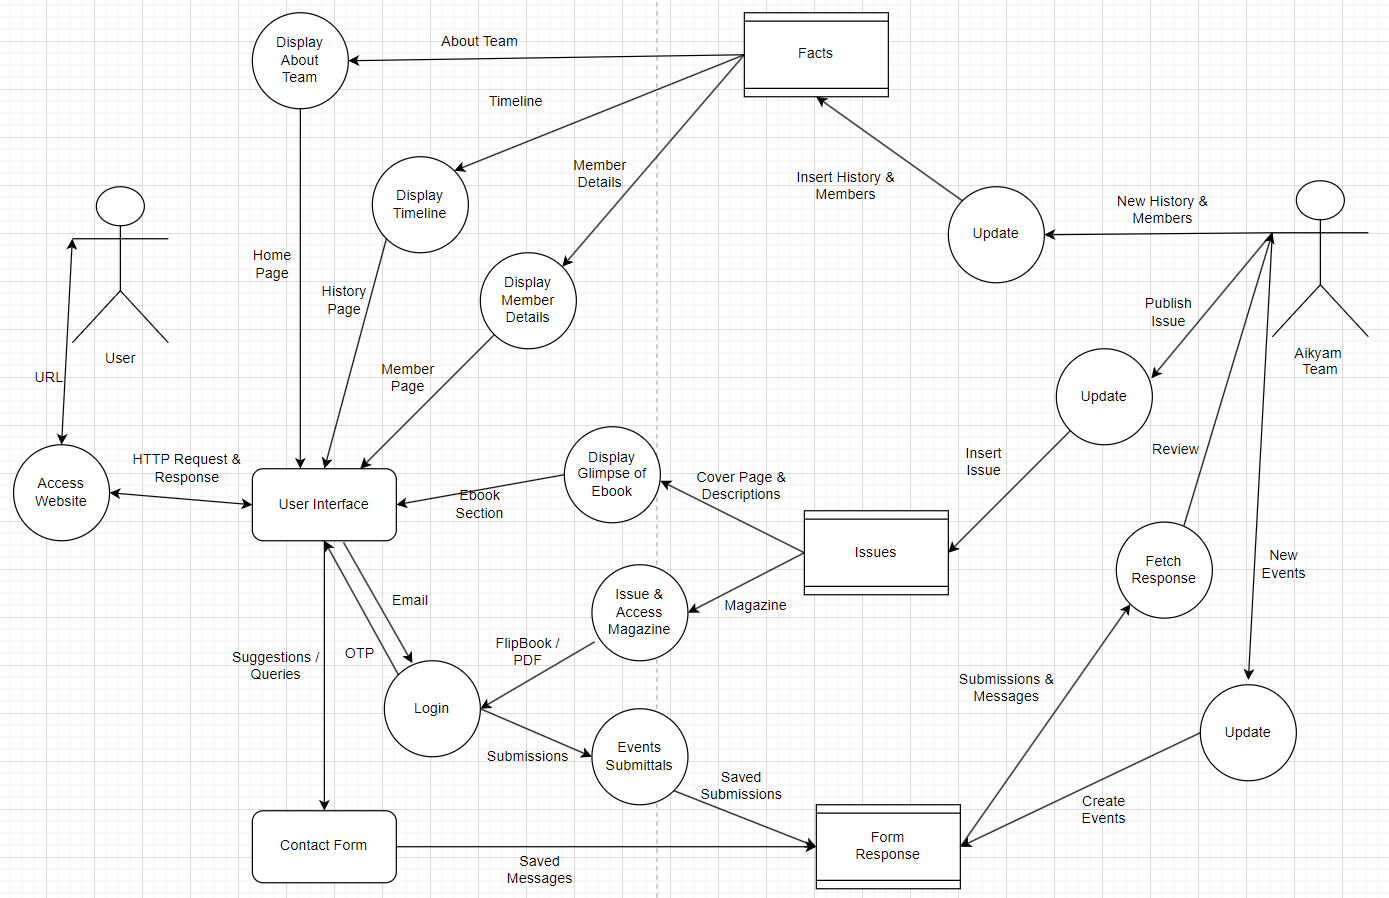 Display
About
Team
About Team
Facts
Timeline
Member
Details
Display
Timeline
Insert History &
Members
Update
New History &
Members
Home
Page
History
Page
Display
Member
Details
Publish
Issue
User
Aikyam
Team
URL
Member
Page
Update
HTTP Request &
Response
Access
Website
User Interface
Ebook
Section
Display
Glimpse of
Ebook
Cover Page &
Descriptions
Insert
Issue
Review
Issues
Fetch
Response
New
Events
Email
Issue &
Access
Magazine
Magazine
Suggestions /
Queries
OTP
FlipBook /
PDF
Login
Submissions &
Messages
Update
Submissions
Events
Submittals
Saved
Submissions
Create
Events
Contact Form
Saved
Messages
Form
Response